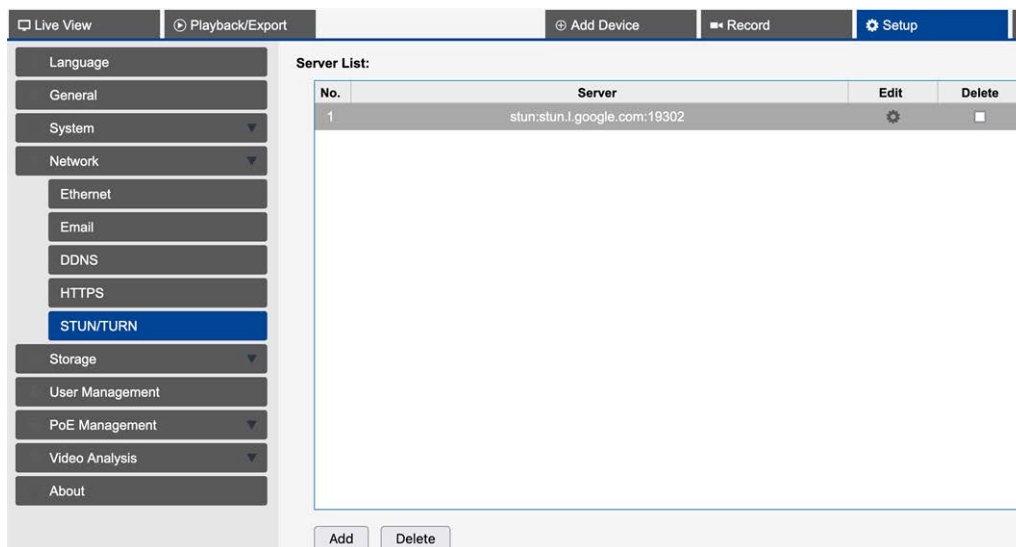 Live View Playback/Export Add Device Record Setup
Language
General
System
Network
Ethernet
Email
DDNS
HTTPS
STUN/TURN
Storage
User Management
PoE Management
Video Analysis
About
Server List:
No. Server Edit Delete
1 stun:stun.l.google.com:19302
Add Delete